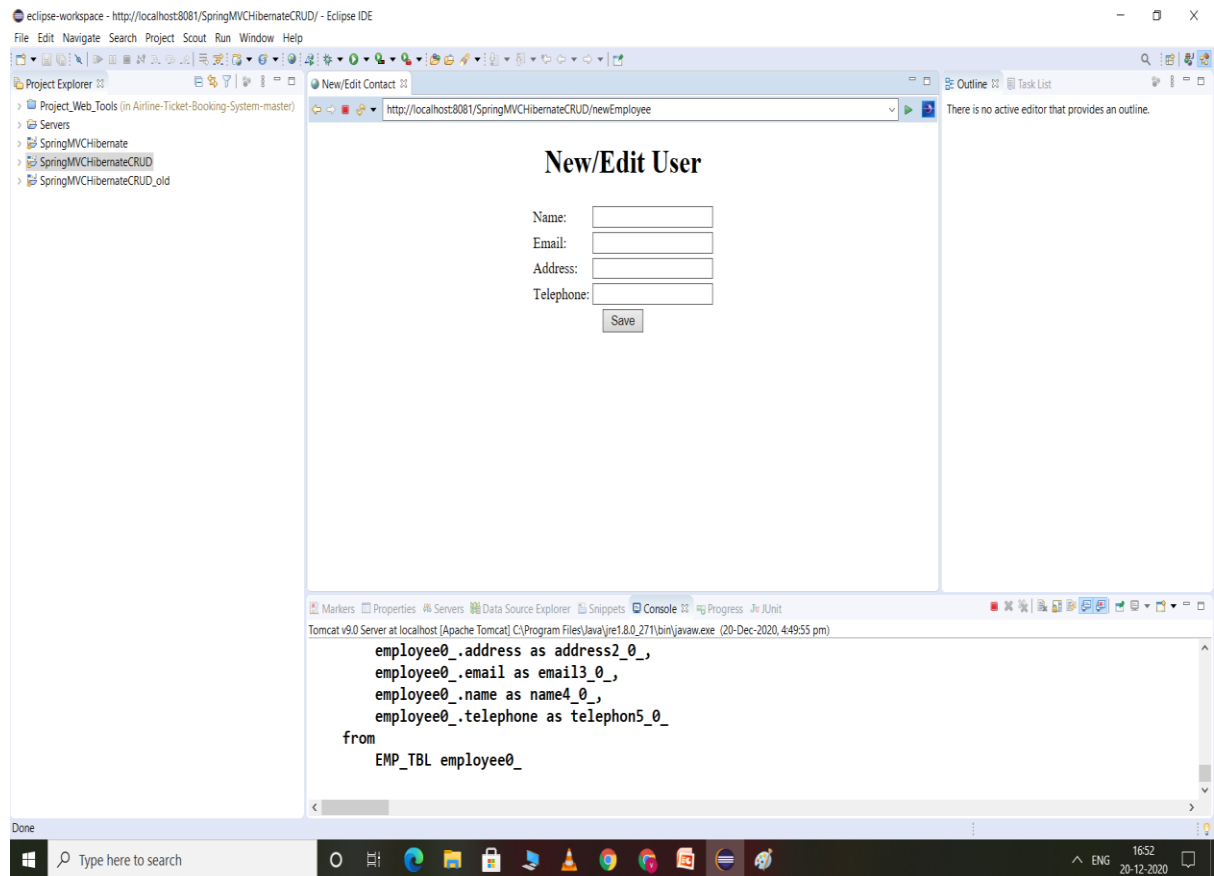 eclipse-workspace - http://localhost:8081/SpringMVCHibernateCRUD/ - Eclipse IDE
File Edit Navigate Search Project Scout Run Window Help
Project Explorer
Project_Web_Tools (in Airline-Ticket-Booking-System-master)
Servers
SpringMVCHibernate
SpringMVCHibernateCRUD
SpringMVCHibernateCRUD_old
New/Edit Contact
http://localhost:8081/SpringMVCHibernateCRUD/newEmployee
New/Edit User
Name:
Email:
Address:
Telephone:
Save
Outline Task List
There is no active editor that provides an outline.
Markers Properties Servers Data Source Explorer Snippets Console Progress JUnit
Tomcat v9.0 Server at localhost [Apache Tomcat] C:\Program Files\Java\jre1.8.0_271\bin\javaw.exe (20-Dec-2020, 4:49:55 pm)
employee0_.address as address2_0_,
employee0_.email as email3_0_,
employee0_.name as name4_0_,
employee0_.telephone as telephon5_0_
from
EMP_TBL employee0_
Done
Type here to search
ENG
16:52
20-12-2020